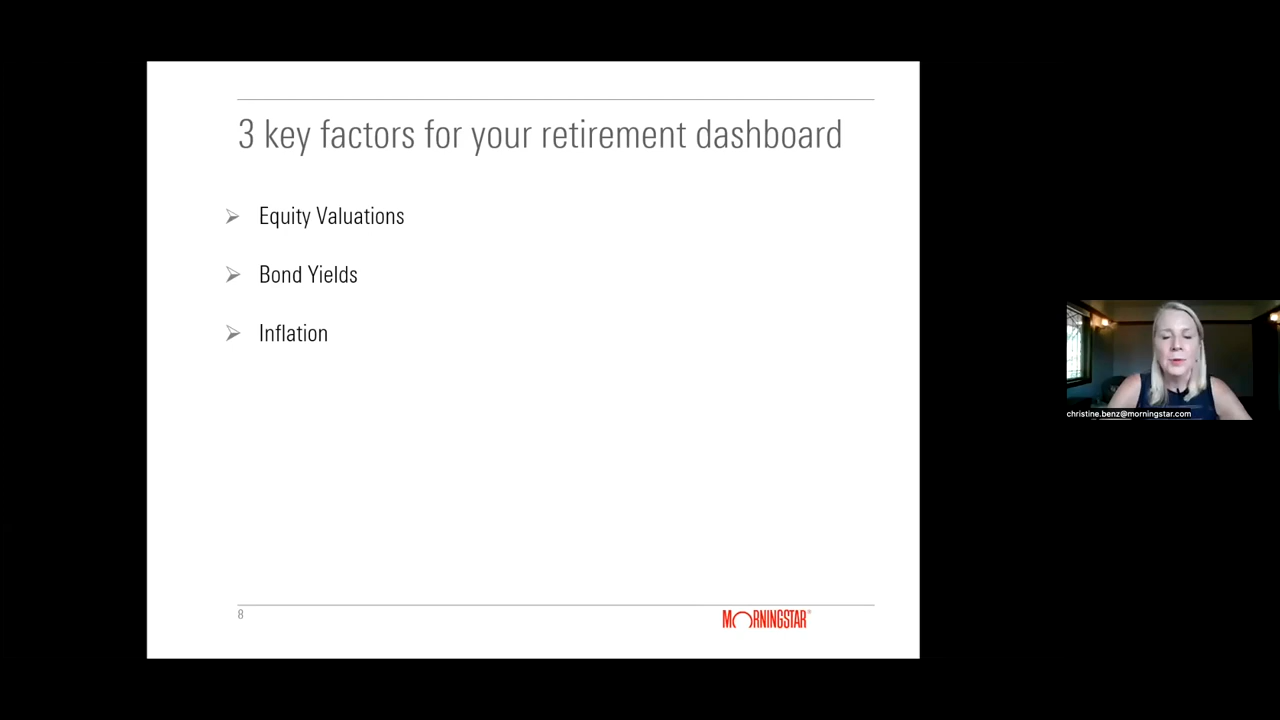 3 key factors for your retirement dashboard
Equity Valuations
Bond Yields
Inflation
8
MORNINGSTAR®
christine.benz@morningstar.com